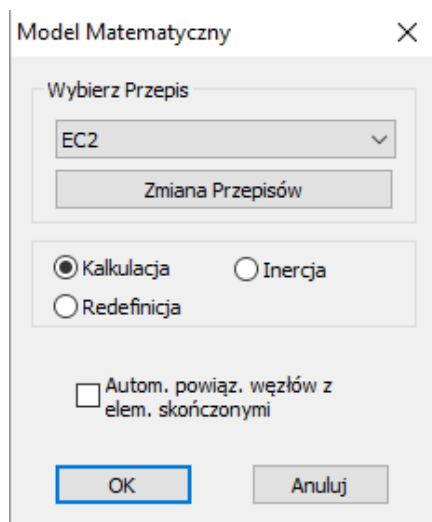 Model Matematyczny
Wybierz Przepis
EC2
Zmiana Przepisów
Kalkulacja
Inercja
Redefinicja
Autom. powiąz. węzłów z
elem. skończonymi
OK
Anuluj